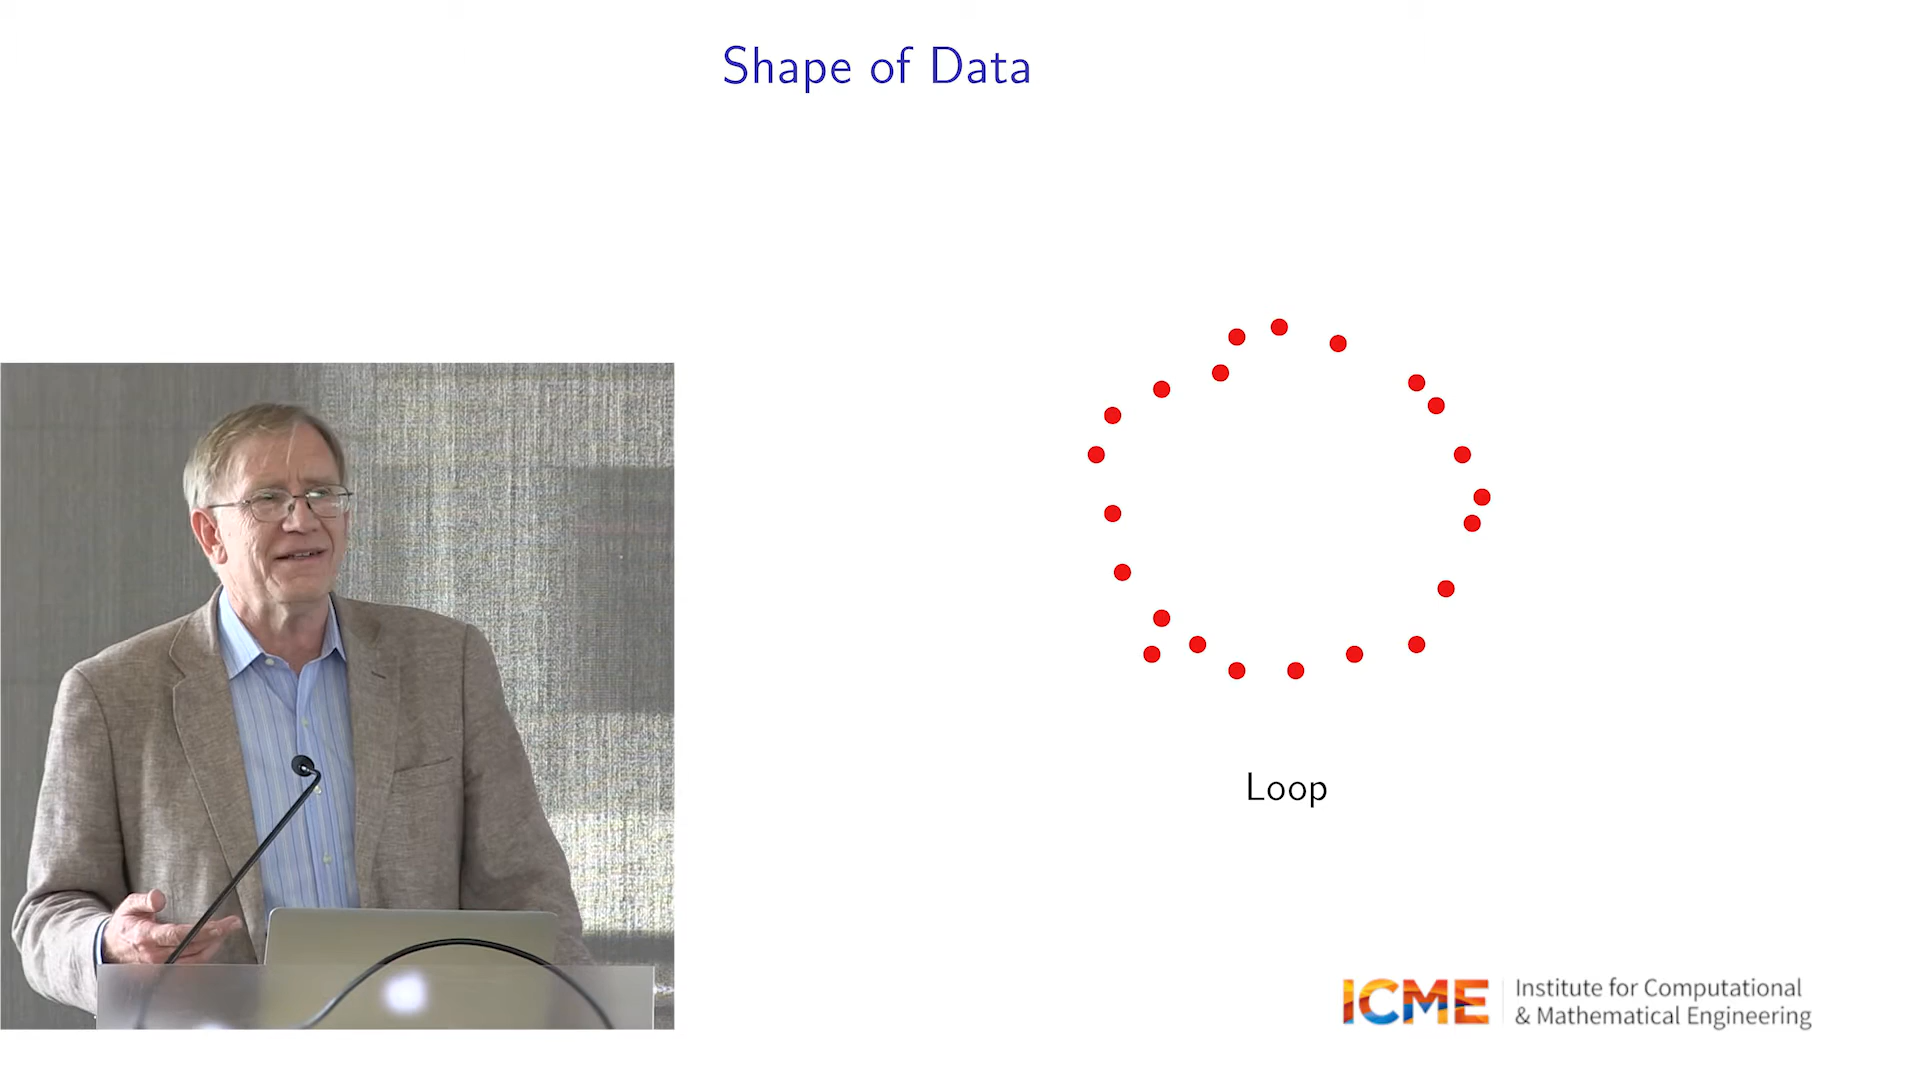 Shape of Data
Loop
ICME
Institute for Computational
& Mathematical Engineering